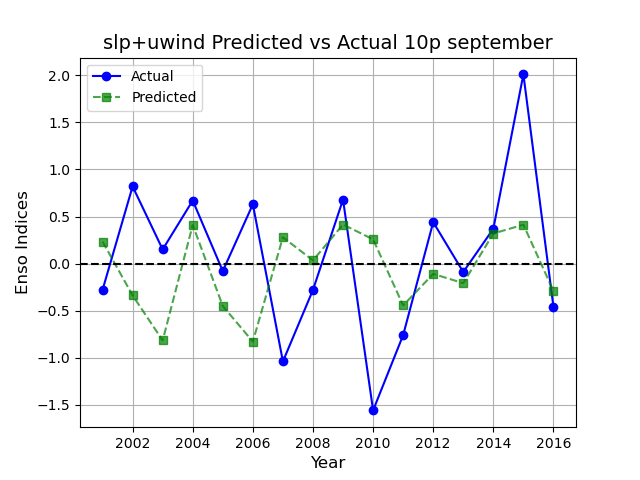 slp+uwind Predicted vs Actual 10p september
Actual
Predicted
2.0
1.5
1.0
0.5
0.0
−0.5
−1.0
−1.5
Enso Indices
2002 2004 2006 2008 2010 2012 2014 2016
Year